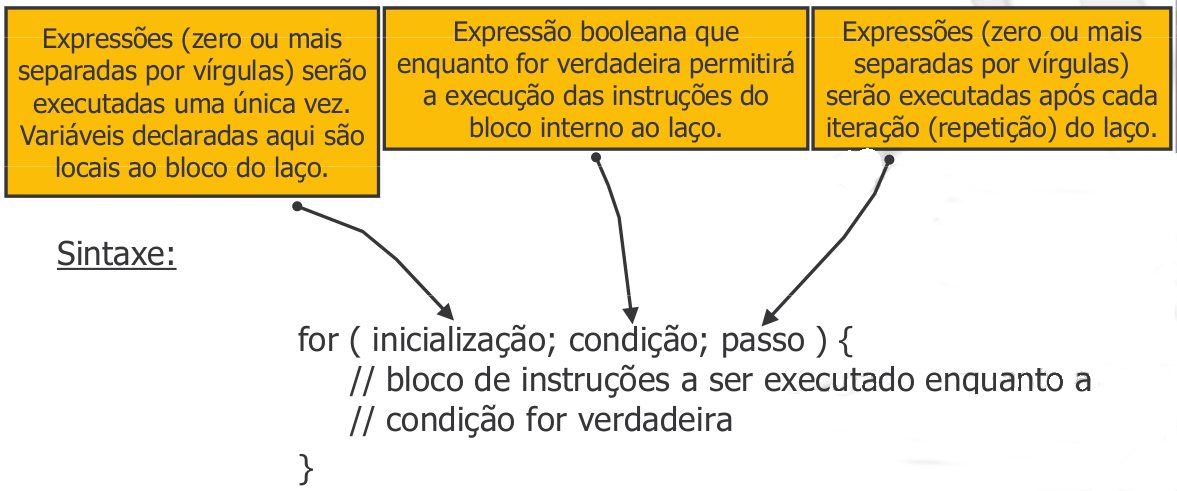 Expressões (zero ou mais
separadas por vírgulas) serão
executadas uma única vez.
Variáveis declaradas aqui são
locais ao bloco do laço.
Expressão booleana que
enquanto for verdadeira permitirá
a execução das instruções do
bloco interno ao laço.
Expressões (zero ou mais
separadas por vírgulas)
serão executadas após cada
iteração (repetição) do laço.
Sintaxe:
for ( inicialização; condição; passo ) {
// bloco de instruções a ser executado enquanto a
// condição for verdadeira
}